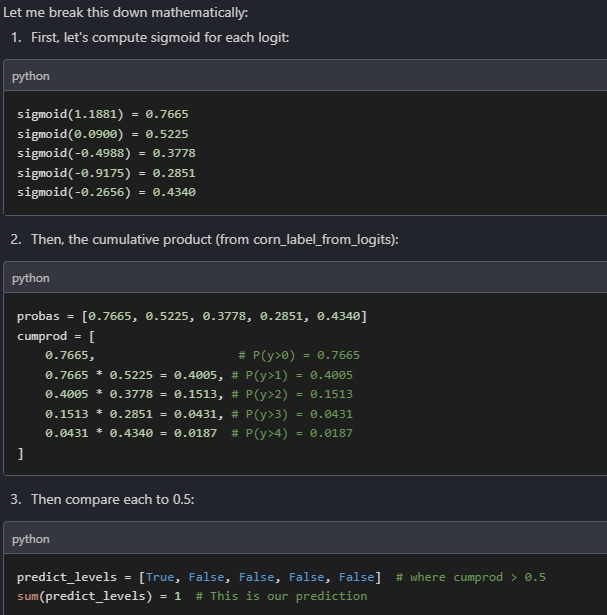 Let me break this down mathematically:
1. First, let's compute sigmoid for each logit:
python
sigmoid(1.1881) = 0.7665
sigmoid(0.0900) = 0.5225
sigmoid(-0.4988) = 0.3778
sigmoid(-0.9175) = 0.2851
sigmoid(-0.2656) = 0.4340
2. Then, the cumulative product (from corn_label_from_logits):
python
probas = [0.7665, 0.5225, 0.3778, 0.2851, 0.4340]
cumprod = [
    0.7665,                   # P(y>0) = 0.7665
    0.7665 * 0.5225 = 0.4005, # P(y>1) = 0.4005
    0.4005 * 0.3778 = 0.1513, # P(y>2) = 0.1513
    0.1513 * 0.2851 = 0.0431, # P(y>3) = 0.0431
    0.0431 * 0.4340 = 0.0187  # P(y>4) = 0.0187
]
3. Then compare each to 0.5:
python
predict_levels = [True, False, False, False, False]  # where cumprod > 0.5
sum(predict_levels) = 1  # This is our prediction